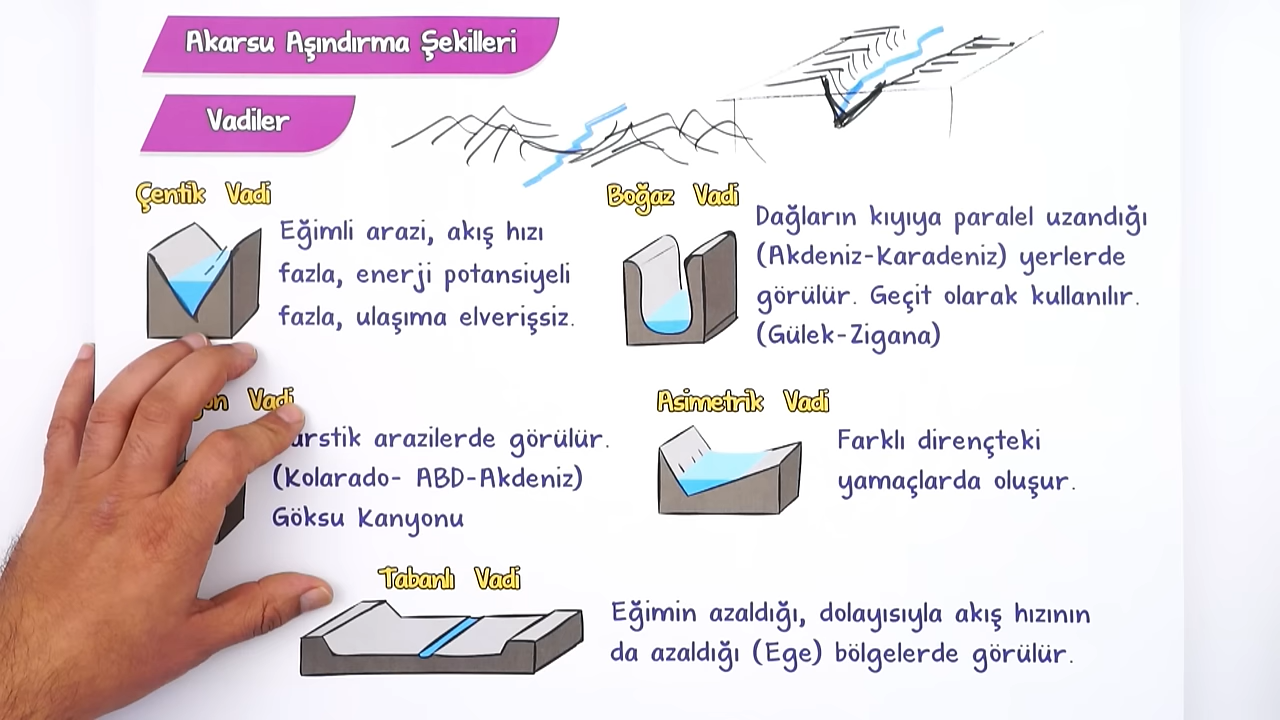 Akarsu Aşındırma Şekilleri
Vadiler
Çentik Vadi
Eğimli arazi, akış hızı
fazla, enerji potansiyeli
fazla, ulaşıma elverişsiz.
Boğaz Vadi
Dağların kıyıya paralel uzandığı
(Akdeniz-Karadeniz) yerlerde
görülür. Geçit olarak kullanılır.
(Gülek-Zigana)
Vadi
arazilerde görülür.
(Kolarado- ABD-Akdeniz)
Göksu Kanyonu
Asimetrik Vadi
Farklı dirençteki
yamaçlarda oluşur.
Tabanlı Vadi
Eğimin azaldığı, dolayısıyla akış hızının
da azaldığı (Ege) bölgelerde görülür.